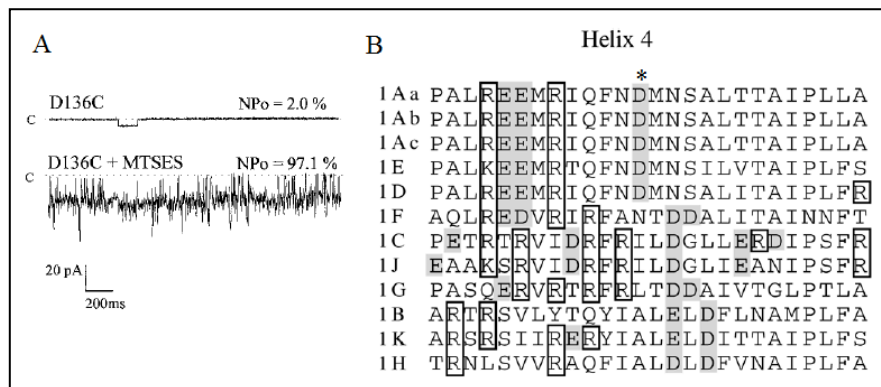 A
D136C NPo = 2.0 %
c
D136C + MTSES NPo = 97.1 %
C
20 pA
200ms
B
Helix 4
*
1Aa PALREEMRIQFNDMNSALTTAIPLLA
1Ab PALREEMRIQFNDMNSALTTAIPLLA
1Ac PALREEMRIQFNDMNSALTTAIPLLA
1E PALKEEMRTQFNDMNSILVTAIPLFS
1D PALREEMRIQFNDMNSALITAIPLFR
1F AQLREDVRIRFANTDDALITAINNFT
1C PETRTRVIDRFRILDGLLERDIPSFR
1J EAAKSRVIDRFRILDGLIEANIPSFR
1G PASQERVRTRFRLTDDAIVTGLPTLA
1B ARTRSVLYTQYIALELDFLNAMPLFA
1K ARSRSIIRERYIALELDITTAIPLFS
1H TRNLSVVRAQFIALDLDFVNAIPLFA